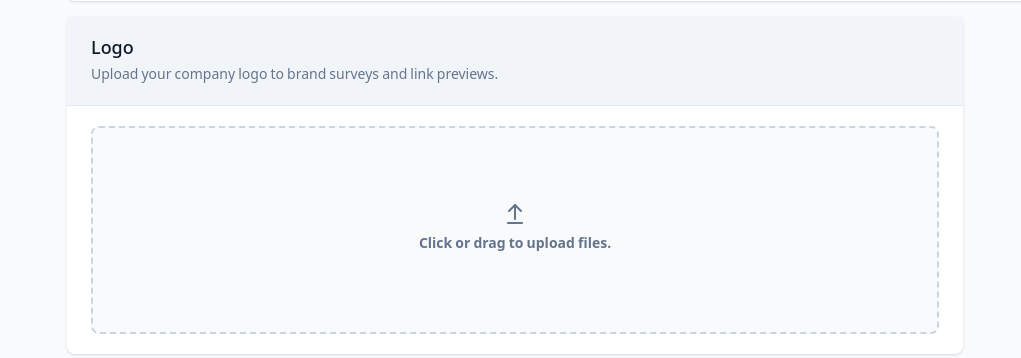 Logo
Upload your company logo to brand surveys and link previews.
Click or drag to upload files.